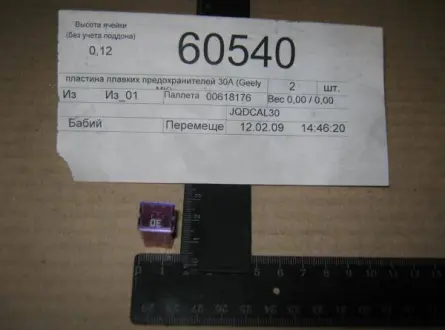 Высота ячейки
(без учета поддона)
0,12
60540
пластина плавких предохранителей 30А (Geely
2 шт.
Из Из_01 Паллета 00618176 Вес 0,00 / 0,00
JQDCAL30
Бабий Перемеще 12.02.09 14:46:20
30